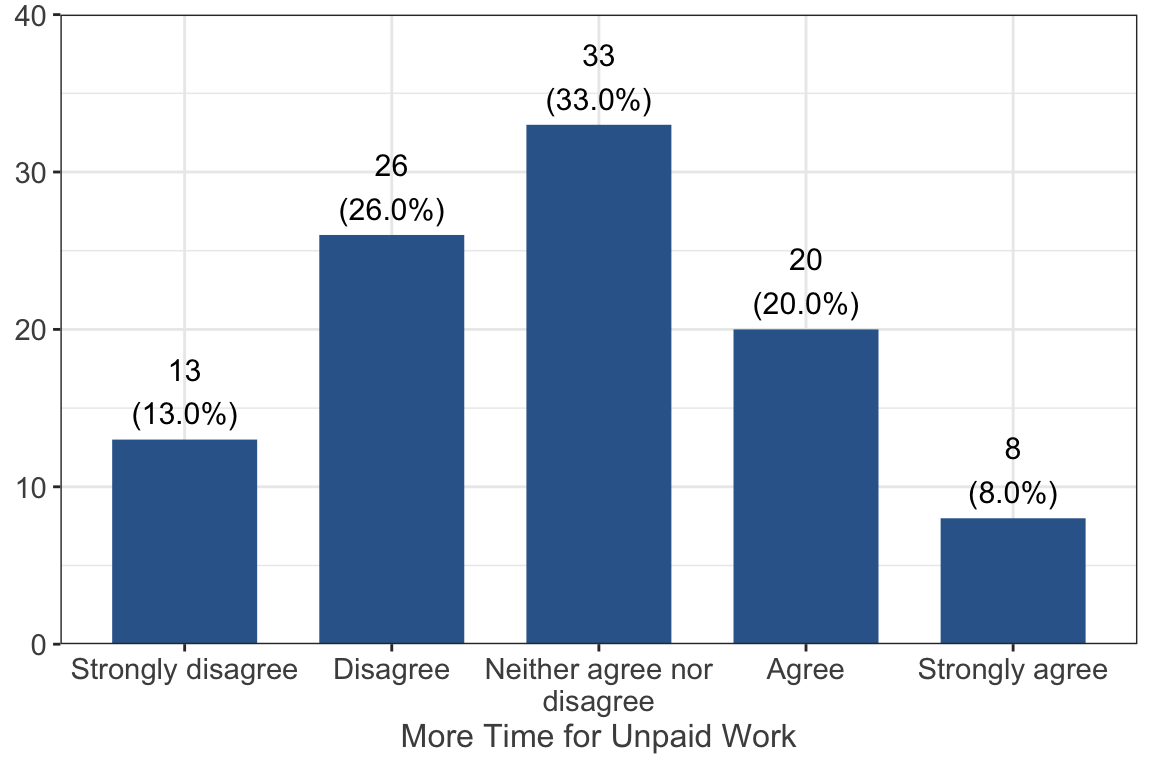 40
30
20
10
0
13
(13.0%)
26
(26.0%)
33
(33.0%)
20
(20.0%)
8
(8.0%)
Strongly disagree
Disagree
Neither agree nor
disagree
Agree
Strongly agree
More Time for Unpaid Work